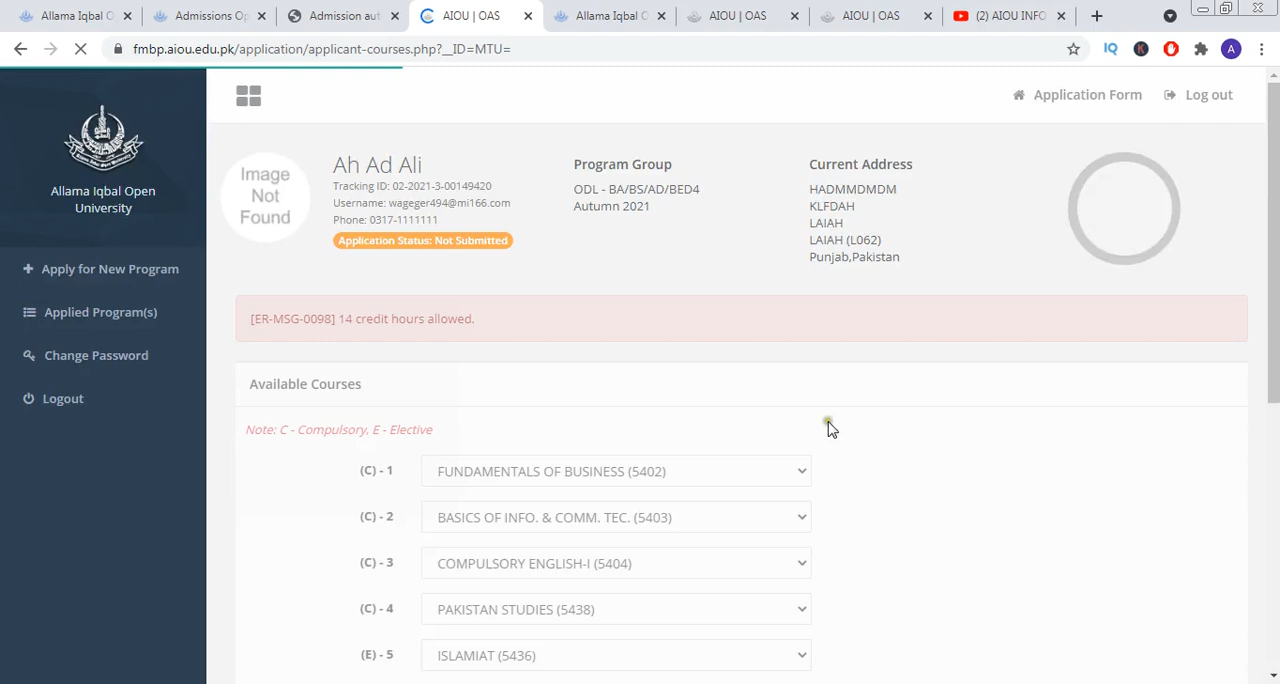 Allama Iqbal O
Admissions Op
Admission aut
AIOU | OAS
Allama Iqbal O
AIOU | OAS
AIOU | OAS
(2) AIOU INFO
fmbp.aiou.edu.pk/application/applicant-courses.php?__ID=MTU=
IQ
K
A
Allama Iqbal Open
University
Apply for New Program
Applied Program(s)
Change Password
Logout
Application Form
Log out
Image
Not
Found
Ah Ad Ali
Tracking ID: 02-2021-3-00149420
Username: wageger494@mi166.com
Phone: 0317-1111111
Application Status: Not Submitted
Program Group
ODL - BA/BS/AD/BED4
Autumn 2021
Current Address
HADMMDMDM
KLFDAH
LAIAH
LAIAH (L062)
Punjab,Pakistan
[ER-MSG-0098] 14 credit hours allowed.
Available Courses
Note: C - Compulsory, E - Elective
(C) - 1 FUNDAMENTALS OF BUSINESS (5402)
(C) - 2 BASICS OF INFO. & COMM. TEC. (5403)
(C) - 3 COMPULSORY ENGLISH-I (5404)
(C) - 4 PAKISTAN STUDIES (5438)
(E) - 5 ISLAMIAT (5436)